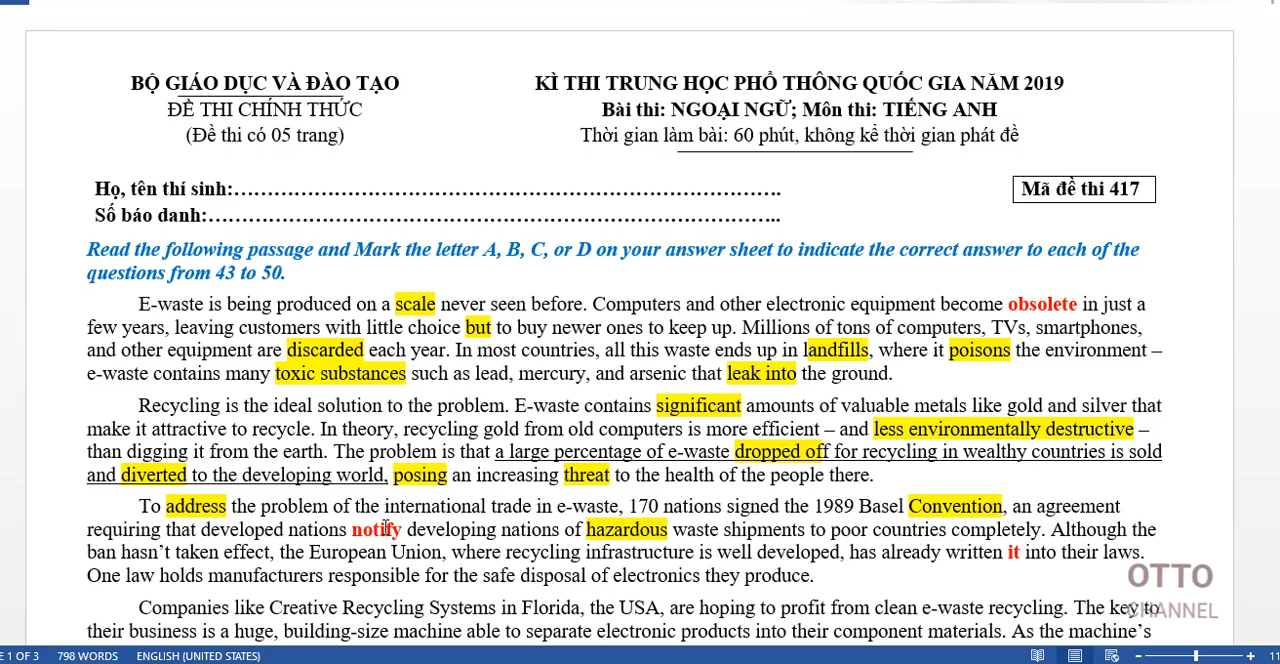 BỘ GIÁO DỤC VÀ ĐÀO TẠO
ĐỀ THI CHÍNH THỨC
(Đề thi có 05 trang)
KÌ THI TRUNG HỌC PHỔ THÔNG QUỐC GIA NĂM 2019
Bài thi: NGOẠI NGỮ; Môn thi: TIẾNG ANH
Thời gian làm bài: 60 phút, không kể thời gian phát đề
Họ, tên thí sinh:……………………………………………………………………….
Mã đề thi 417
Số báo danh:…………………………………………………………………………..
Read the following passage and Mark the letter A, B, C, or D on your answer sheet to indicate the correct answer to each of the
questions from 43 to 50.
E-waste is being produced on a scale never seen before. Computers and other electronic equipment become obsolete in just a
few years, leaving customers with little choice but to buy newer ones to keep up. Millions of tons of computers, TVs, smartphones,
and other equipment are discarded each year. In most countries, all this waste ends up in landfills, where it poisons the environment –
e-waste contains many toxic substances such as lead, mercury, and arsenic that leak into the ground.
Recycling is the ideal solution to the problem. E-waste contains significant amounts of valuable metals like gold and silver that
make it attractive to recycle. In theory, recycling gold from old computers is more efficient – and less environmentally destructive –
than digging it from the earth. The problem is that a large percentage of e-waste dropped off for recycling in wealthy countries is sold
and diverted to the developing world, posing an increasing threat to the health of the people there.
To address the problem of the international trade in e-waste, 170 nations signed the 1989 Basel Convention, an agreement
requiring that developed nations notify developing nations of hazardous waste shipments to poor countries completely. Although the
ban hasn't taken effect, the European Union, where recycling infrastructure is well developed, has already written it into their laws.
One law holds manufacturers responsible for the safe disposal of electronics they produce.
Companies like Creative Recycling Systems in Florida, the USA, are hoping to profit from clean e-waste recycling. The key to
their business is a huge, building-size machine able to separate electronic products into their component materials. As the machine's
OTTO
CHANNEL
E 1 OF 3 798 WORDS ENGLISH (UNITED STATES)
11